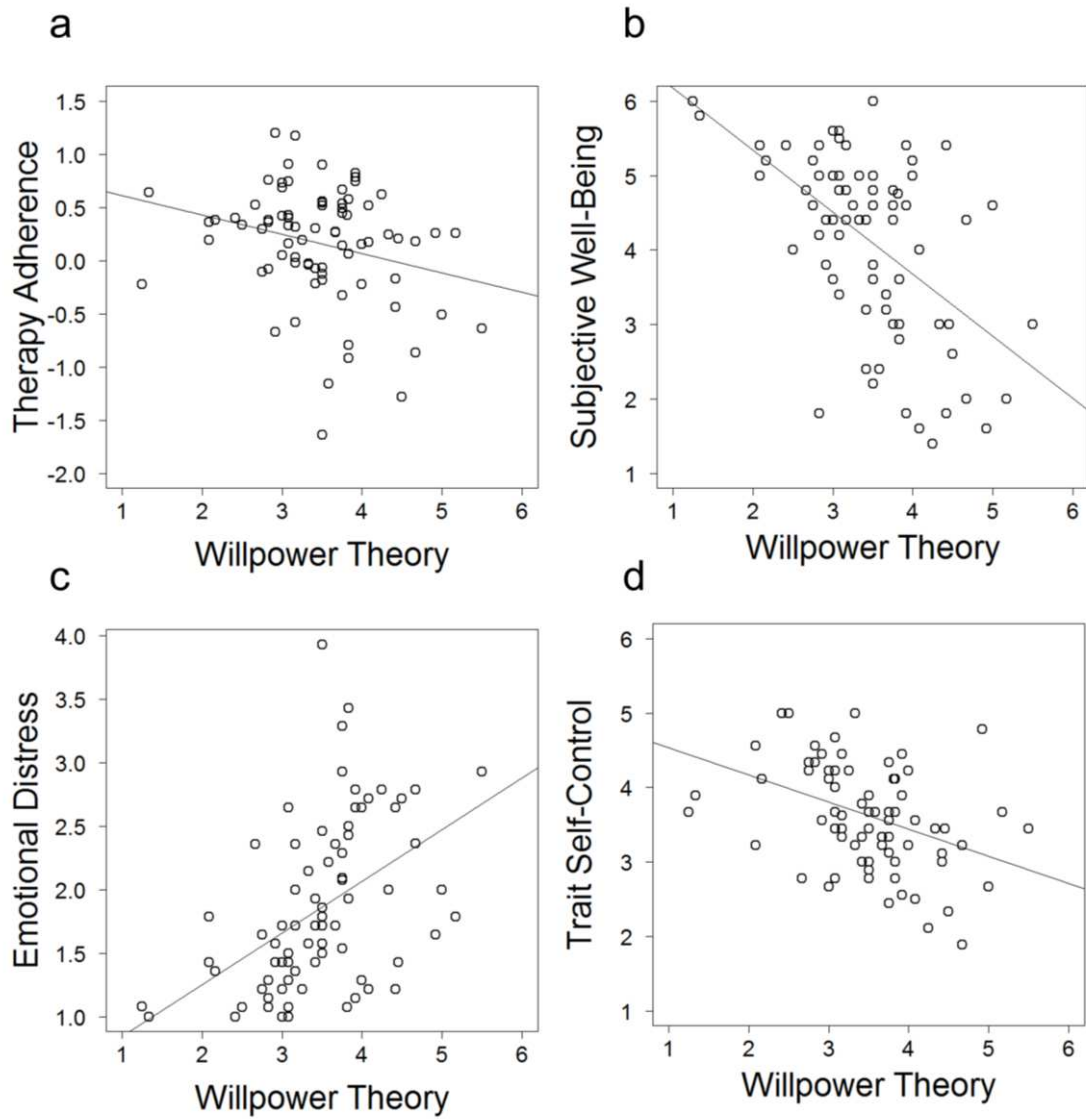 a
Therapy Adherence
1.5
1.0
0.5
0.0
-0.5
-1.0
-1.5
-2.0
1 2 3 4 5 6
Willpower Theory
b
Subjective Well-Being
6
5
4
3
2
1
1 2 3 4 5 6
Willpower Theory
c
Emotional Distress
4.0
3.5
3.0
2.5
2.0
1.5
1.0
1 2 3 4 5 6
Willpower Theory
d
Trait Self-Control
6
5
4
3
2
1
1 2 3 4 5 6
Willpower Theory